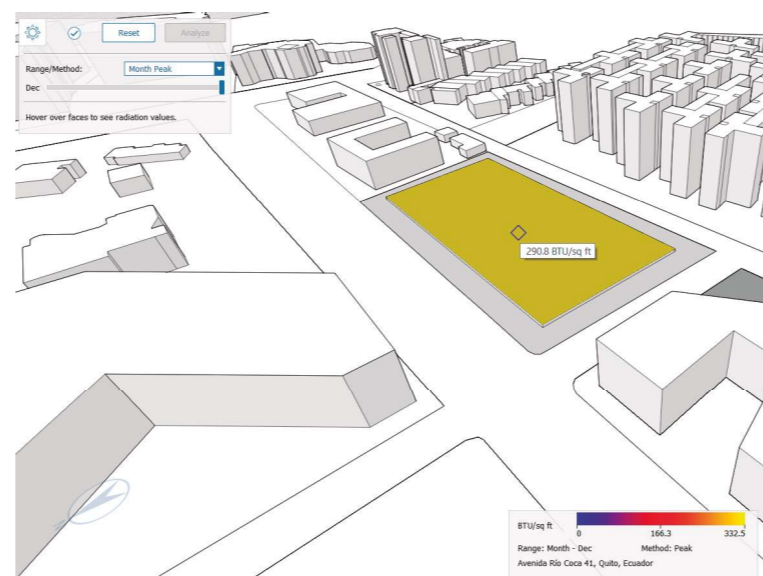 Reset
Analyze
Range/Method:
Month Peak
Dec
Hover over faces to see radiation values.
290.8 BTU/sq ft
BTU/sq ft
0
166.3
332.5
Range: Month - Dec
Method: Peak
Avenida Río Coca 41, Quito, Ecuador